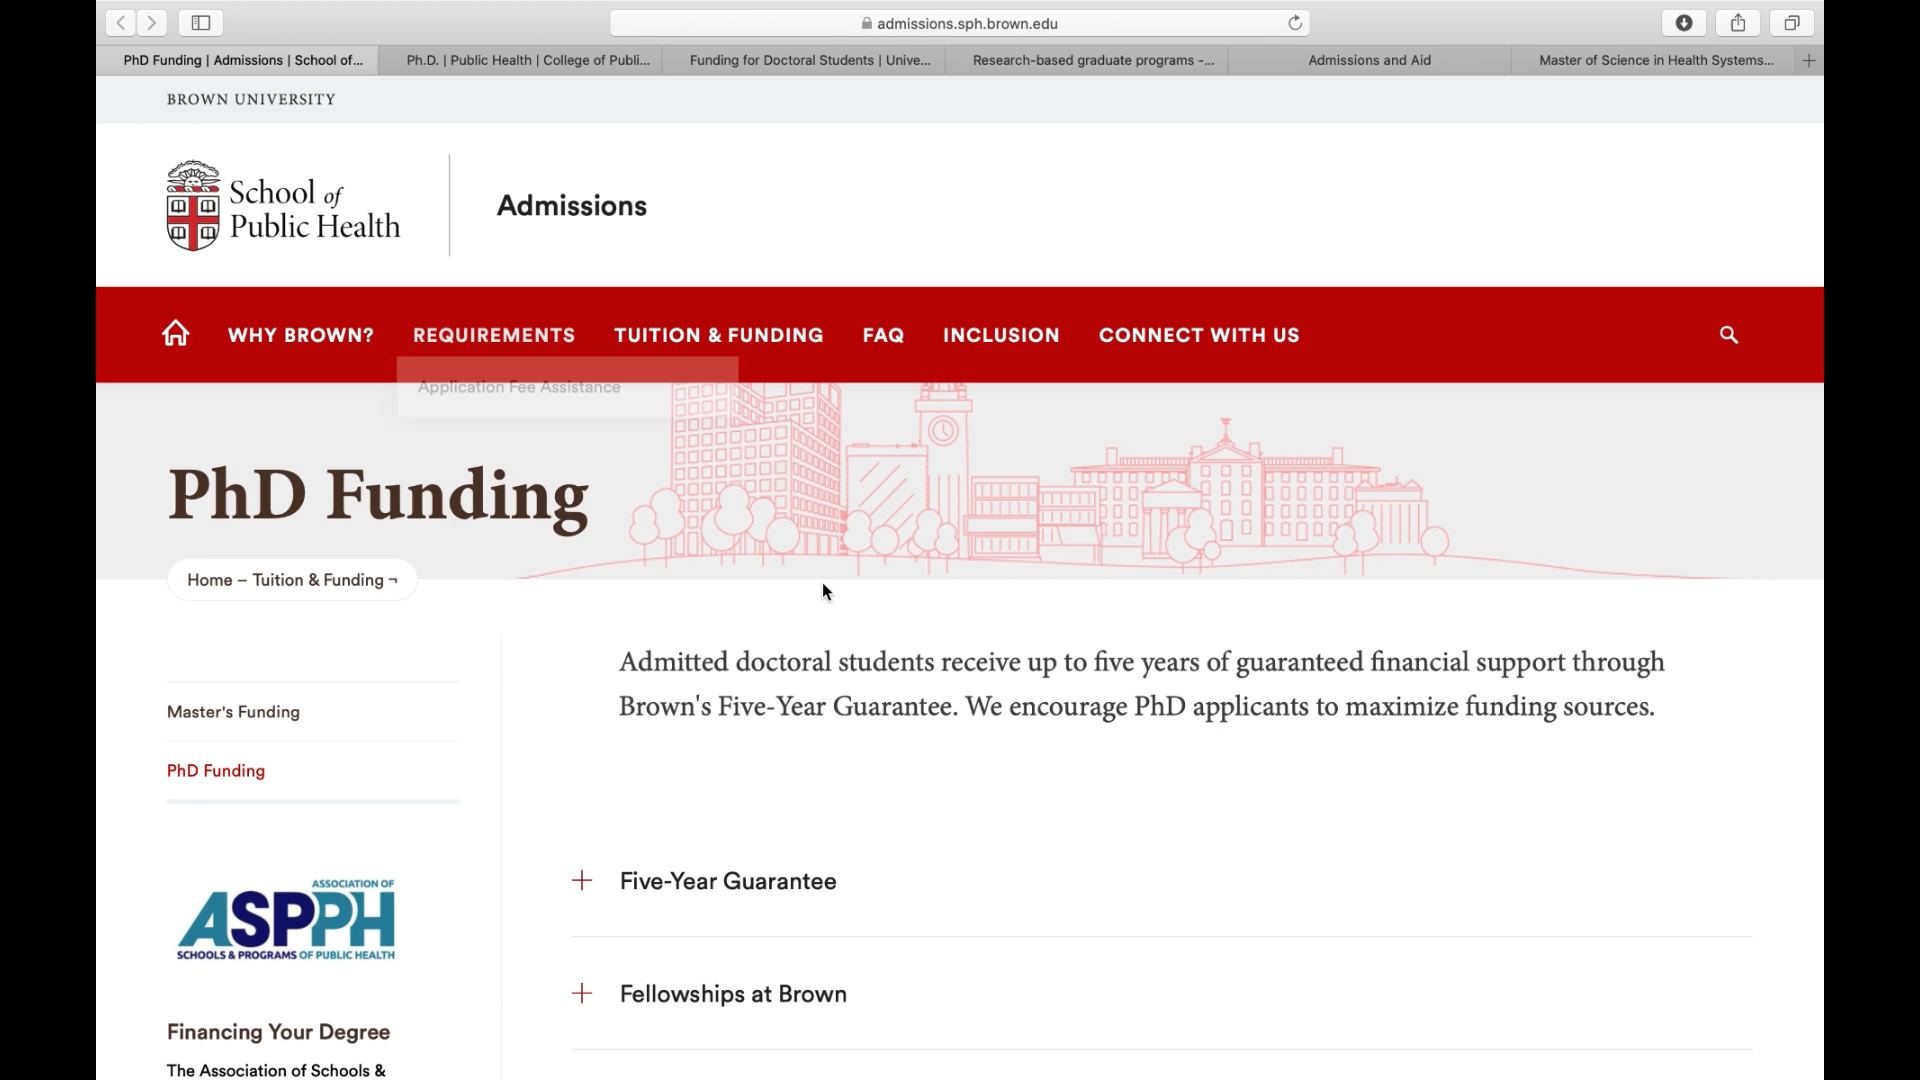 admissions.sph.brown.edu
PhD Funding | Admissions | School of...
Ph.D. | Public Health | College of Publi...
Funding for Doctoral Students | Unive...
Research-based graduate programs -...
Admissions and Aid
Master of Science in Health Systems...
BROWN UNIVERSITY
School of
Public Health
Admissions
WHY BROWN? REQUIREMENTS TUITION & FUNDING FAQ INCLUSION CONNECT WITH US
Application Fee Assistance
PhD Funding
Home – Tuition & Funding ¬
Admitted doctoral students receive up to five years of guaranteed financial support through
Brown's Five-Year Guarantee. We encourage PhD applicants to maximize funding sources.
Master's Funding
PhD Funding
Five-Year Guarantee
ASSOCIATION OF
ASPPH
SCHOOLS & PROGRAMS OF PUBLIC HEALTH
Fellowships at Brown
Financing Your Degree
The Association of Schools &